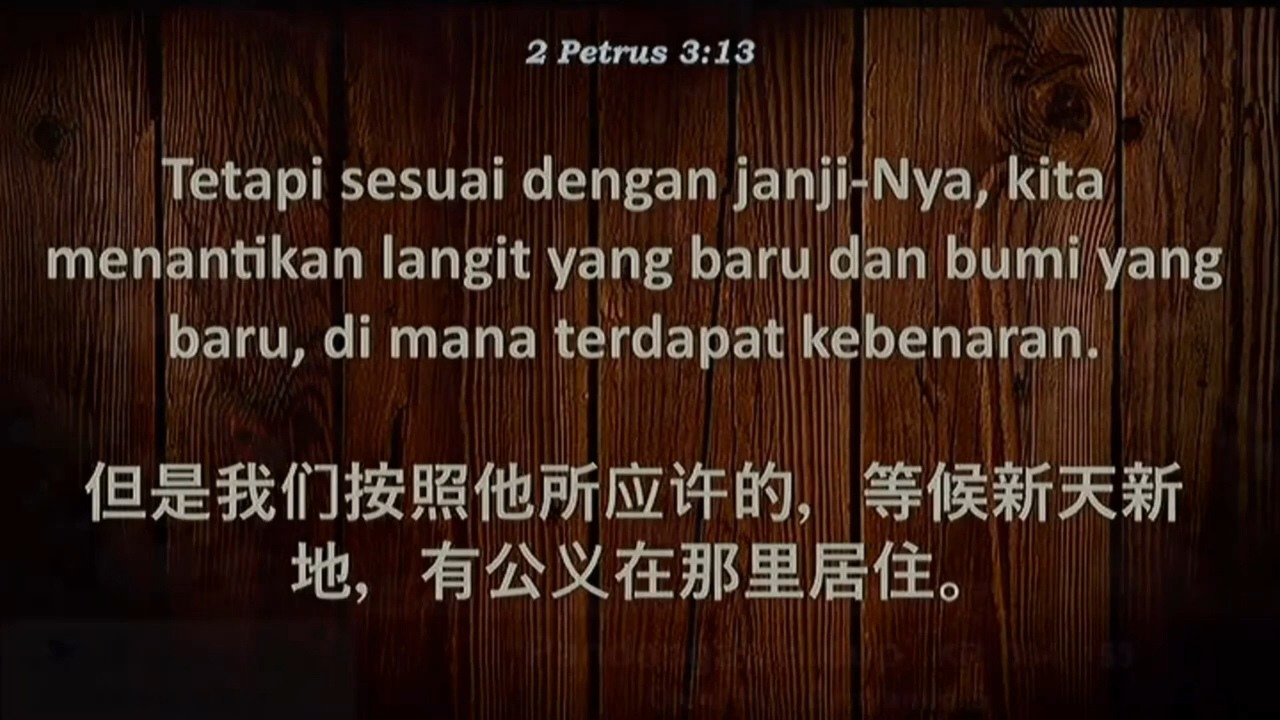 2 Petrus 3:13
Tetapi sesuai dengan janji-Nya, kita
menantikan langit yang baru dan bumi yang
baru, di mana terdapat kebenaran.
但是我们按照他所应许的，等候新天新
地，有公义在那里居住。